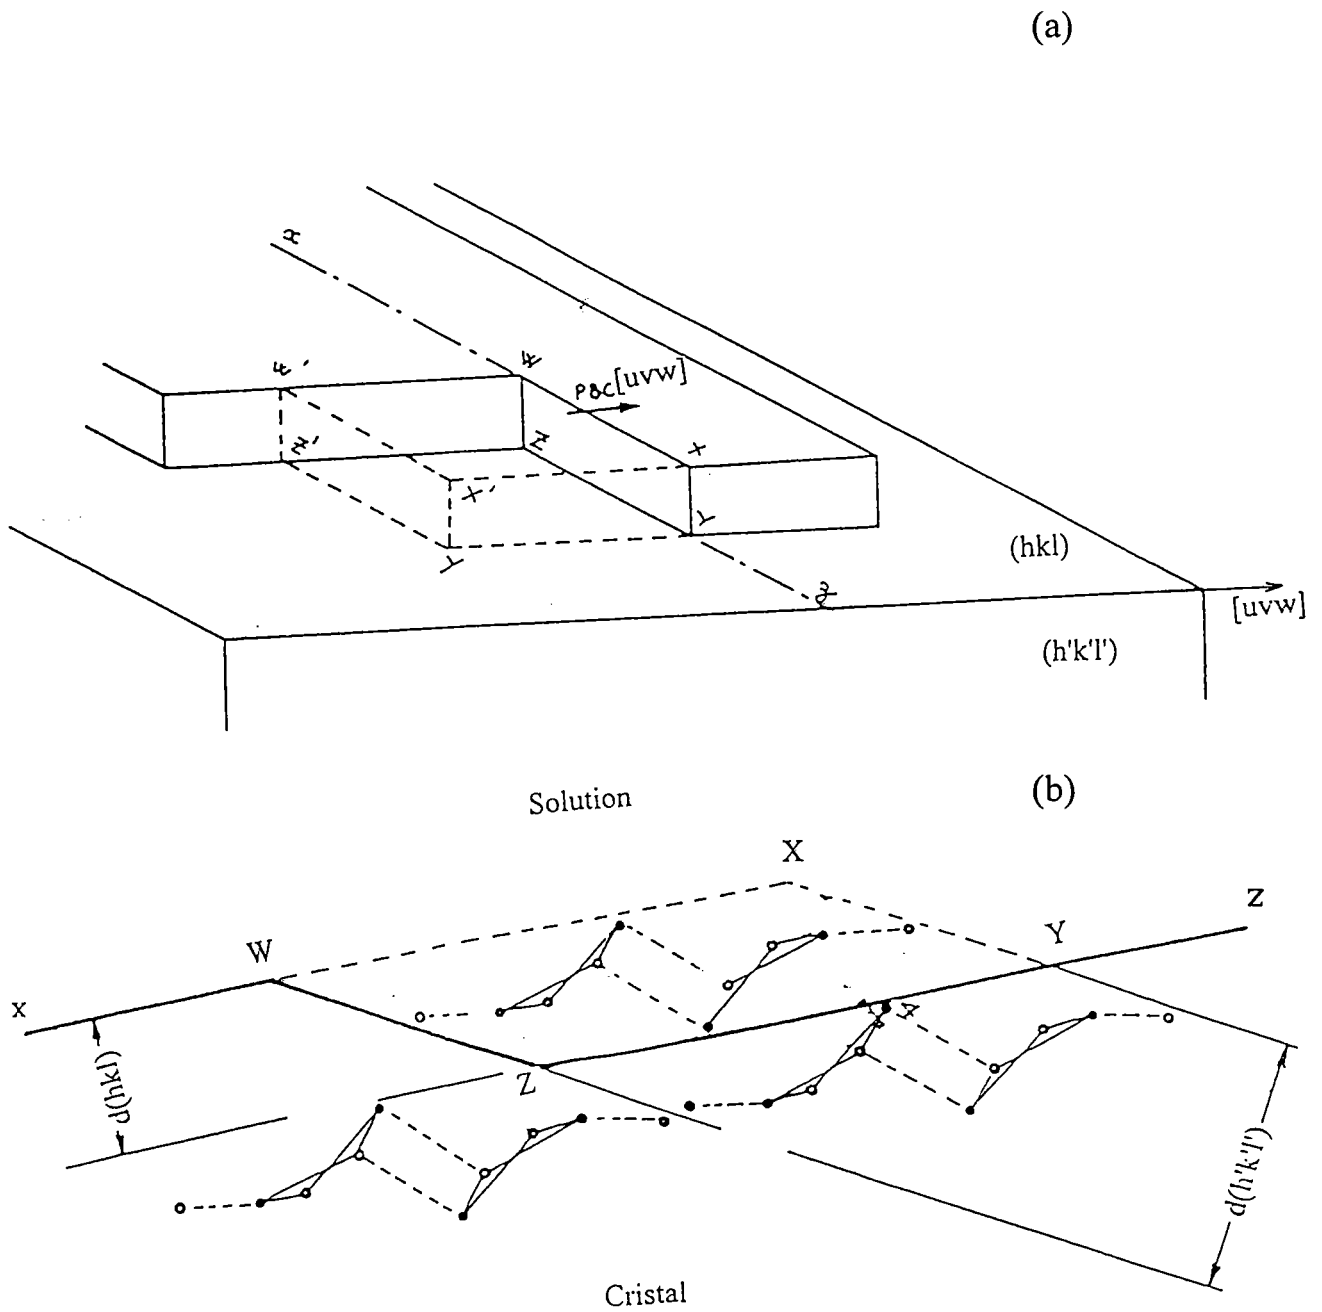 (a)
x
W'
W
PBC[uvw]
Z'
Z
X
X'
Y
Y
(hkl)
z
[uvw]
(h'k'l')
Solution
(b)
X
z
W
Y
x
Z
d(hkl)
d(h'k'l')
Cristal